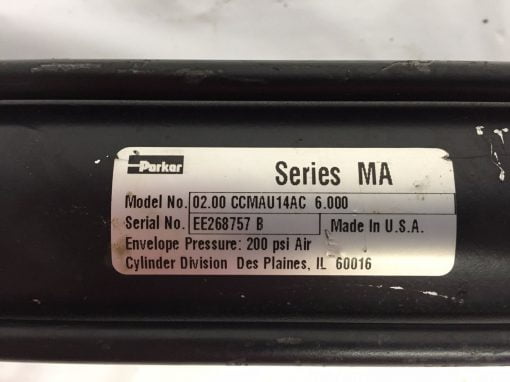 Parker
Series MA
Model No. 02.00 CCMAU14AC 6.000
Serial No. EE268757 B Made In U.S.A.
Envelope Pressure: 200 psi Air
Cylinder Division Des Plaines, IL 60016